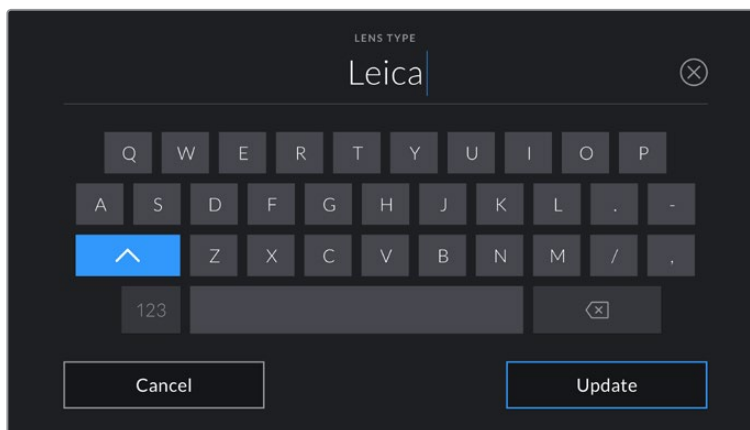 LENS TYPE
Leica
Q W E R T Y U I O P
A S D F G H J K L . -
Z X C V B N M / ,
123
Cancel Update